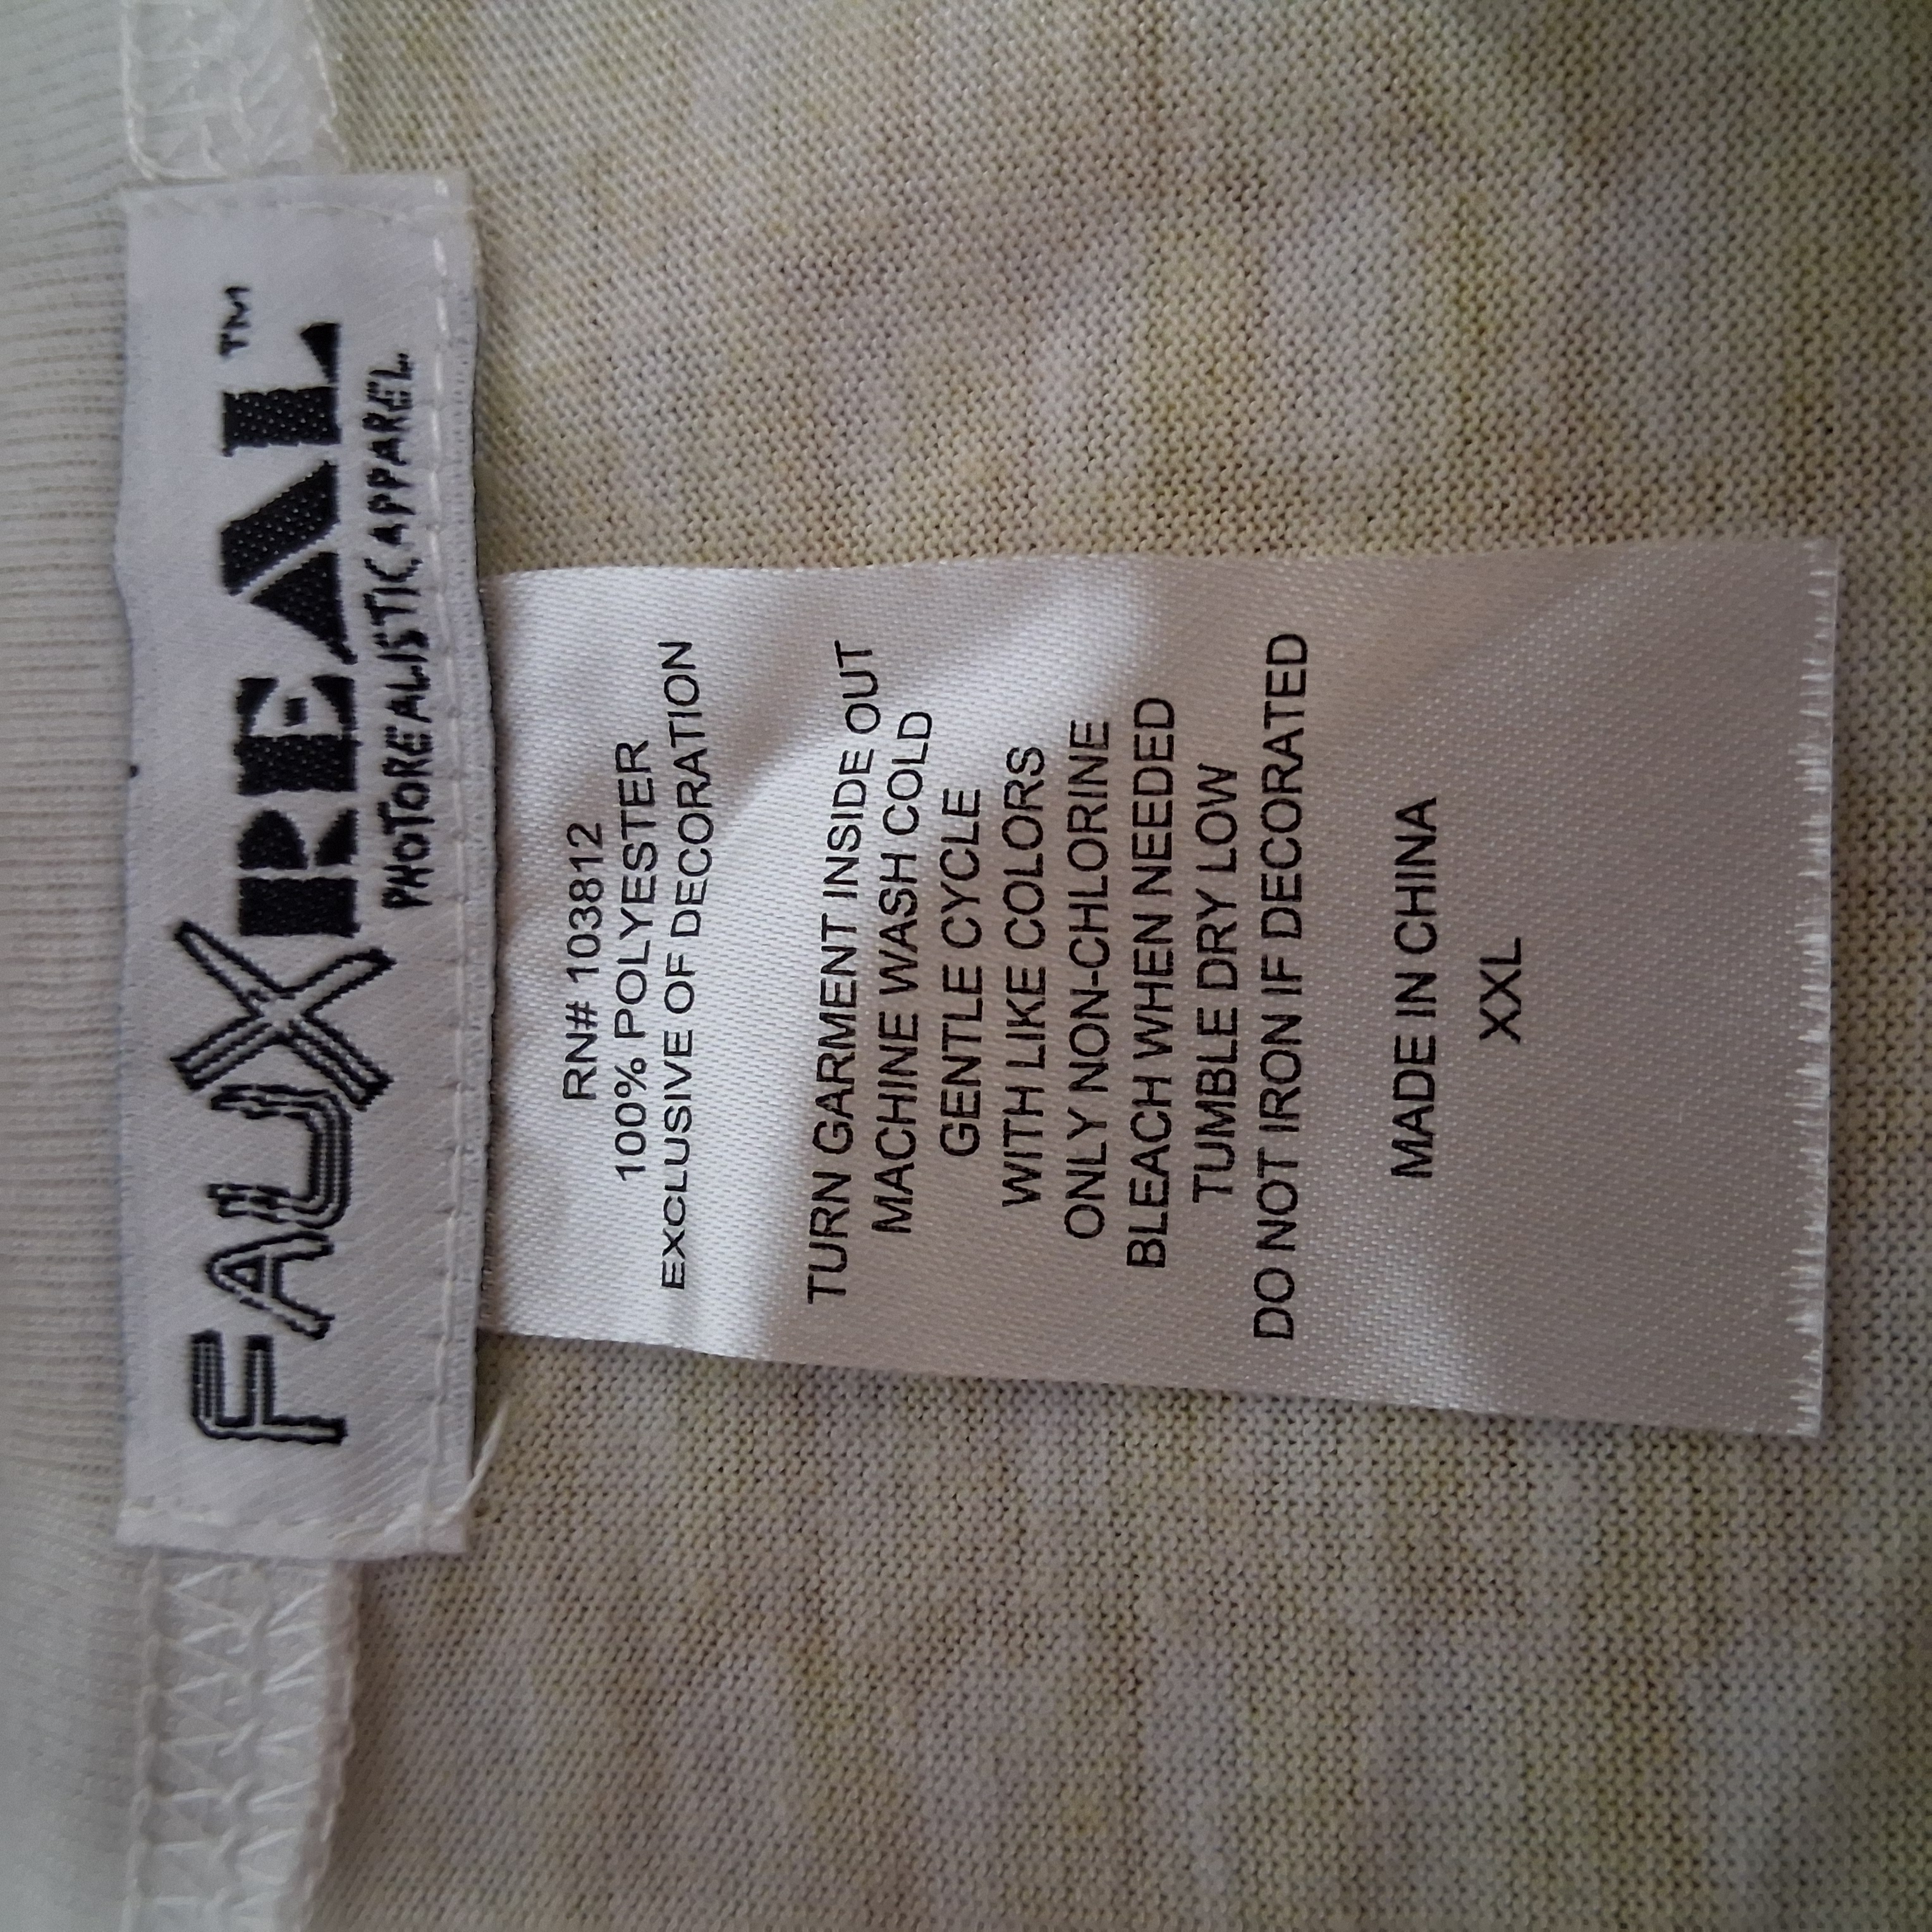 FAUX REAL™
PHOTOREALISTIC APPAREL
RN# 103812
100% POLYESTER
EXCLUSIVE OF DECORATION
TURN GARMENT INSIDE OUT
MACHINE WASH COLD
GENTLE CYCLE
WITH LIKE COLORS
ONLY NON-CHLORINE
BLEACH WHEN NEEDED
TUMBLE DRY LOW
DO NOT IRON IF DECORATED
MADE IN CHINA
XXL